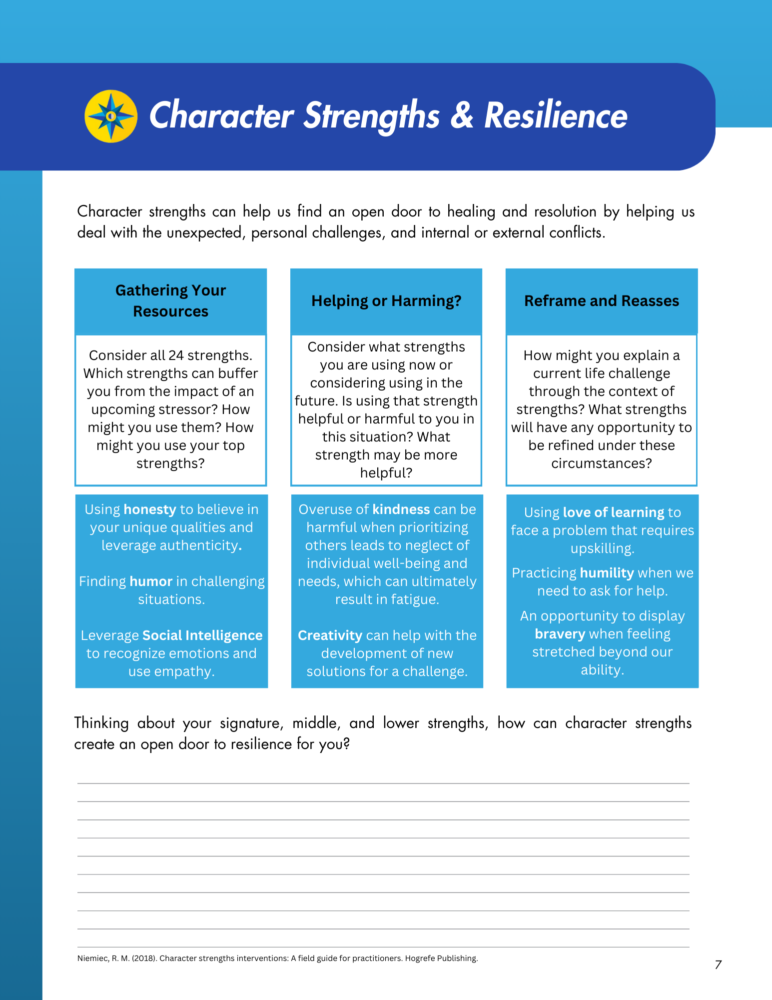 Character Strengths & Resilience
Character strengths can help us find an open door to healing and resolution by helping us
deal with the unexpected, personal challenges, and internal or external conflicts.
Gathering Your
Resources
Consider all 24 strengths.
Which strengths can buffer
you from the impact of an
upcoming stressor? How
might you use them? How
might you use your top
strengths?
Using honesty to believe in
your unique qualities and
leverage authenticity.
Finding humor in challenging
situations.
Leverage Social Intelligence
to recognize emotions and
use empathy.
Helping or Harming?
Consider what strengths
you are using now or
considering using in the
future. Is using that strength
helpful or harmful to you in
this situation? What
strength may be more
helpful?
Overuse of kindness can be
harmful when prioritizing
others leads to neglect of
individual well-being and
needs, which can ultimately
result in fatigue.
Creativity can help with the
development of new
solutions for a challenge.
Reframe and Reasses
How might you explain a
current life challenge
through the context of
strengths? What strengths
will have any opportunity to
be refined under these
circumstances?
Using love of learning to
face a problem that requires
upskilling.
Practicing humility when we
need to ask for help.
An opportunity to display
bravery when feeling
stretched beyond our
ability.
Thinking about your signature, middle, and lower strengths, how can character strengths
create an open door to resilience for you?
Niemiec, R. M. (2018). Character strengths interventions: A field guide for practitioners. Hogrefe Publishing.
7